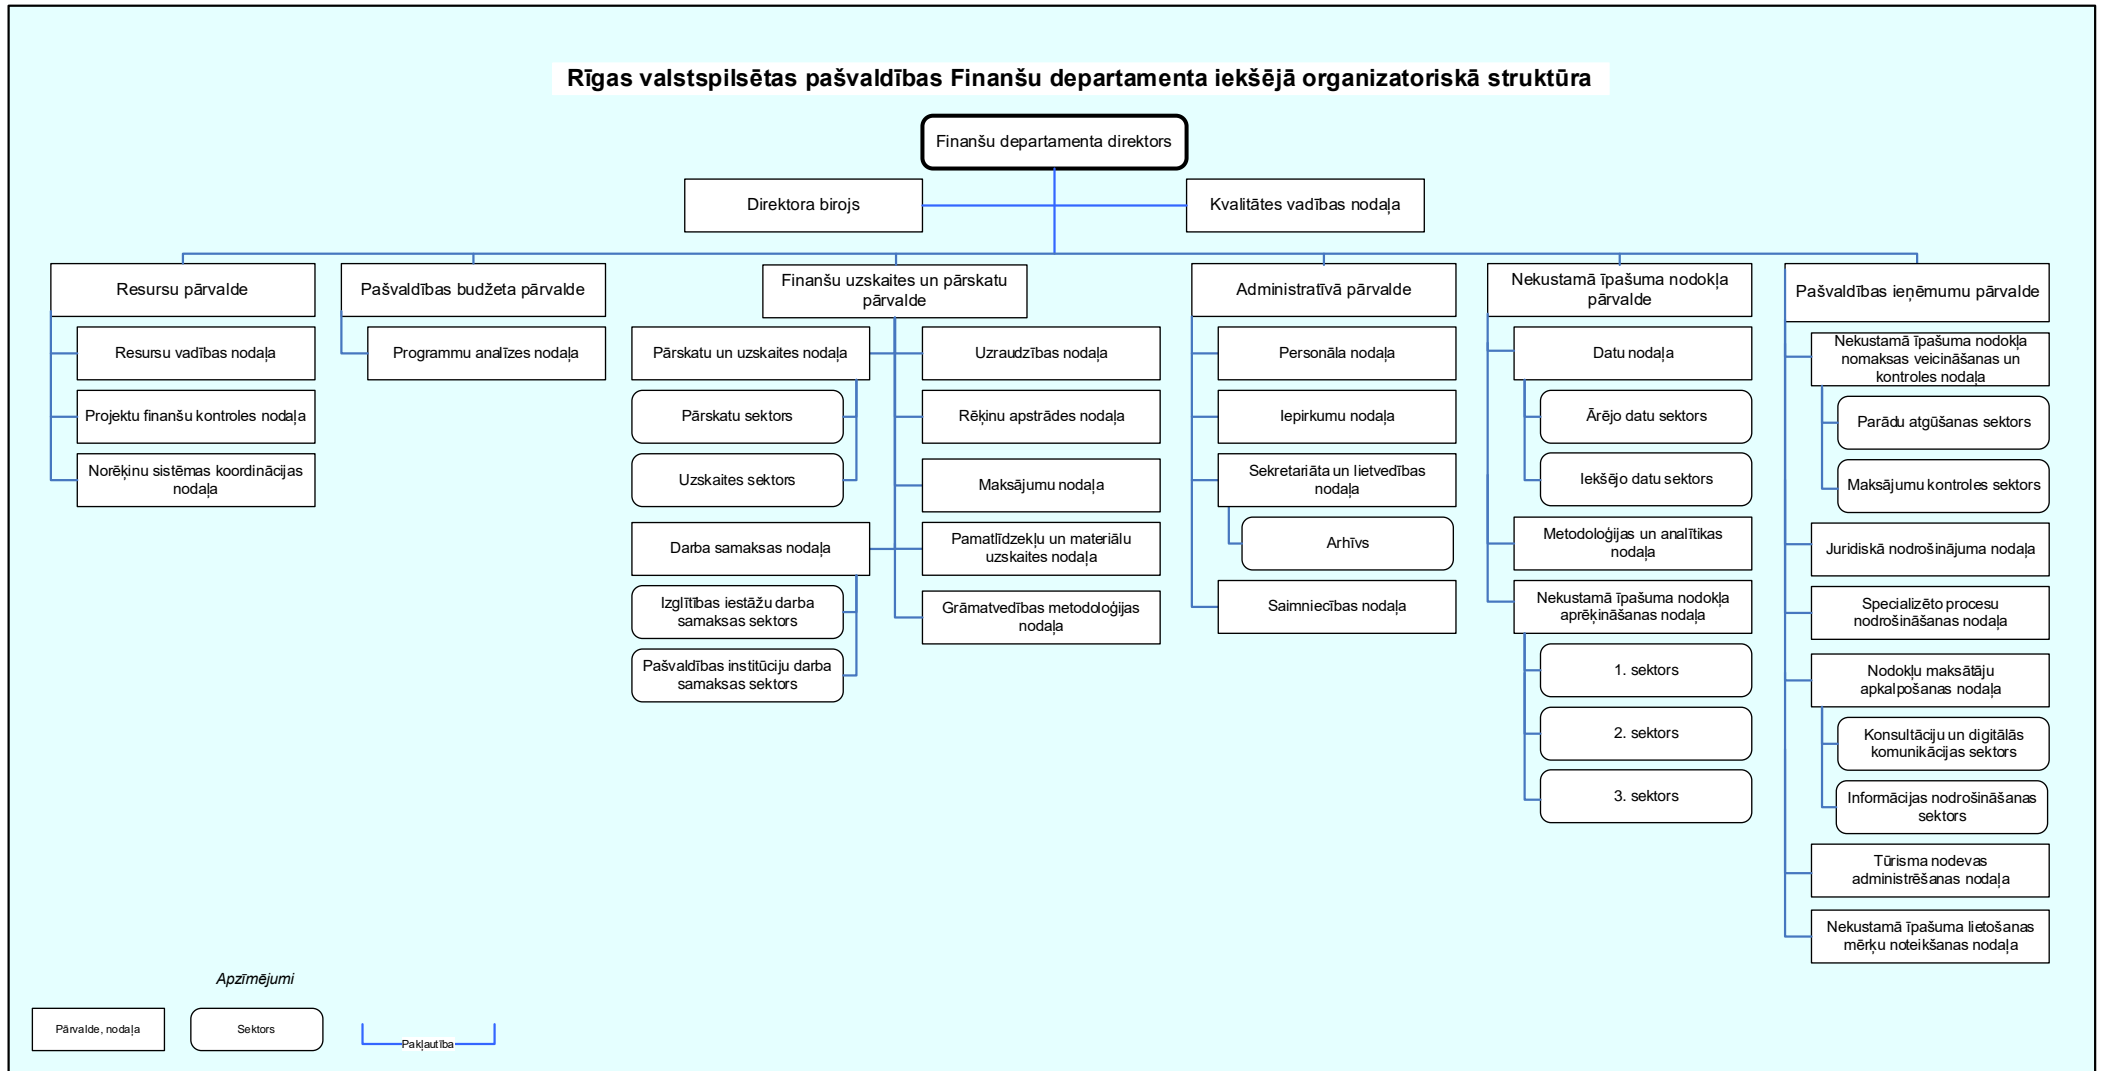 Rīgas valstspilsētas pašvaldības Finanšu departamenta iekšējā organizatoriskā struktūra
Finanšu departamenta direktors
Direktora birojs
Kvalitātes vadības nodaļa
Resursu pārvalde
Resursu vadības nodaļa
Projektu finanšu kontroles nodaļa
Norēķinu sistēmas koordinācijas
nodaļa
Pašvaldības budžeta pārvalde
Programmu analīzes nodaļa
Finanšu uzskaites un pārskatu
pārvalde
Pārskatu un uzskaites nodaļa
Pārskatu sektors
Uzskaites sektors
Darba samaksas nodaļa
Izglītības iestāžu darba
samaksas sektors
Pašvaldības institūciju darba
samaksas sektors
Uzraudzības nodaļa
Rēķinu apstrādes nodaļa
Maksājumu nodaļa
Pamatlīdzekļu un materiālu
uzskaites nodaļa
Grāmatvedības metodoloģijas
nodaļa
Administratīvā pārvalde
Personāla nodaļa
Iepirkumu nodaļa
Sekretariāta un lietvedības
nodaļa
Arhīvs
Saimniecības nodaļa
Nekustamā īpašuma nodokļa
pārvalde
Datu nodaļa
Ārējo datu sektors
Iekšējo datu sektors
Metodoloģijas un analītikas
nodaļa
Nekustamā īpašuma nodokļa
aprēķināšanas nodaļa
1. sektors
2. sektors
3. sektors
Pašvaldības ieņēmumu pārvalde
Nekustamā īpašuma nodokļa
nomaksas veicināšanas un
kontroles nodaļa
Parādu atgūšanas sektors
Maksājumu kontroles sektors
Juridiskā nodrošinājuma nodaļa
Specializēto procesu
nodrošināšanas nodaļa
Nodokļu maksātāju
apkalpošanas nodaļa
Konsultāciju un digitālās
komunikācijas sektors
Informācijas nodrošināšanas
sektors
Tūrisma nodevas
administrēšanas nodaļa
Nekustamā īpašuma lietošanas
mērķu noteikšanas nodaļa
Apzīmējumi
Pārvalde, nodaļa
Sektors
Pakļautība